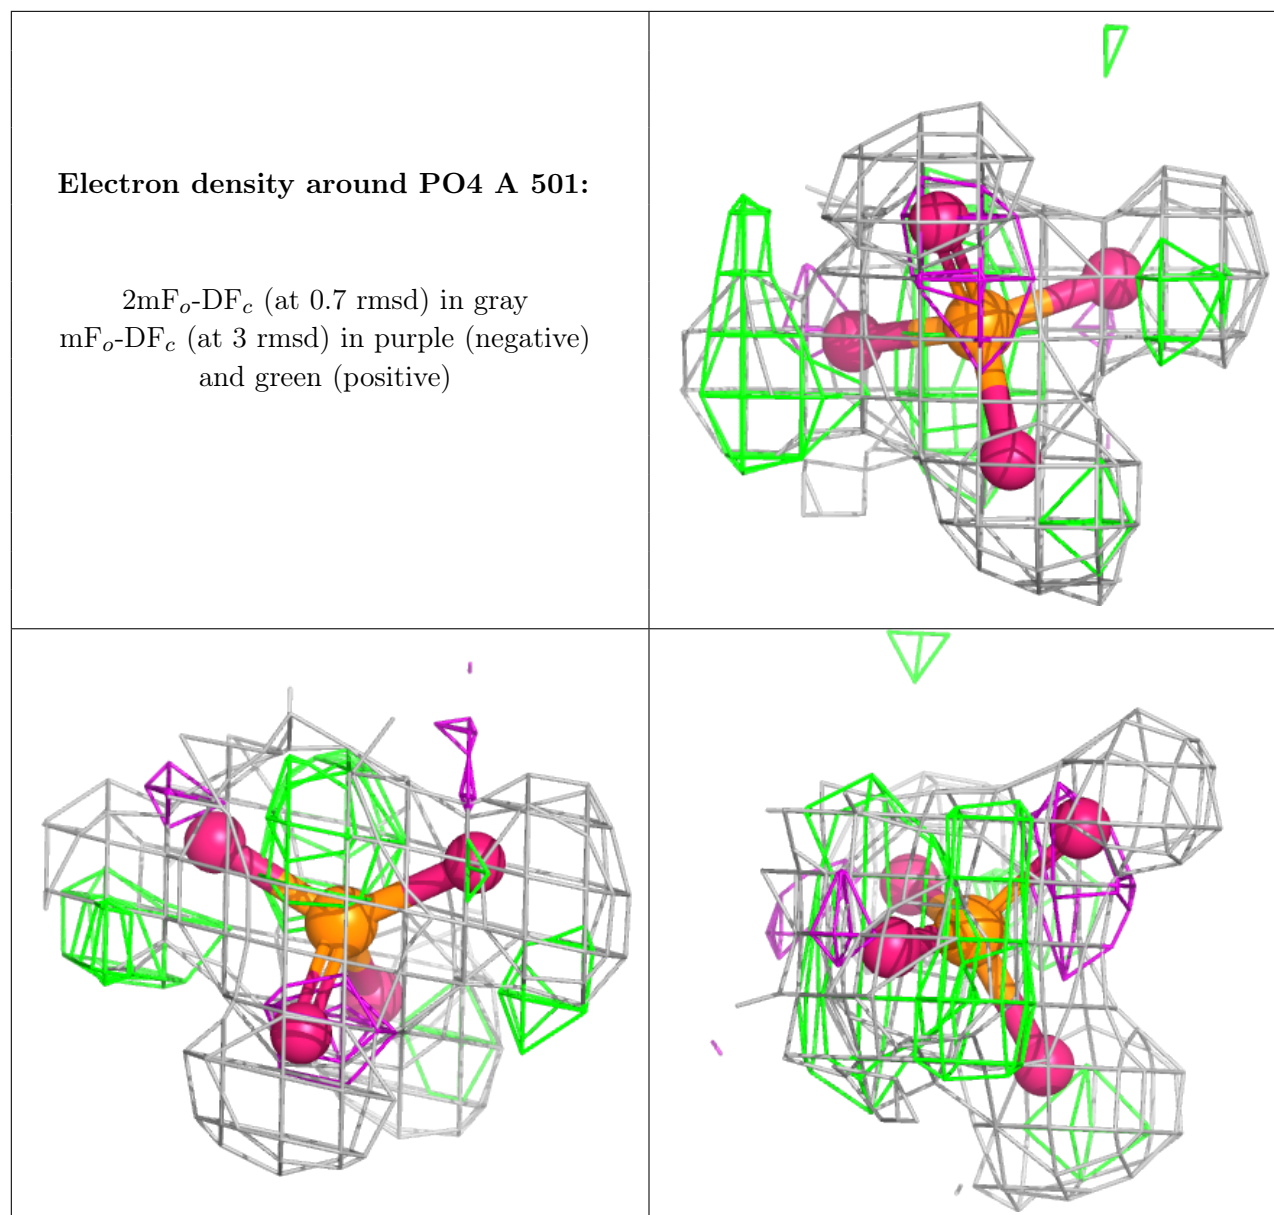 Electron density around PO4 A 501:
2mFo-DFc (at 0.7 rmsd) in gray
mFo-DFc (at 3 rmsd) in purple (negative)
and green (positive)